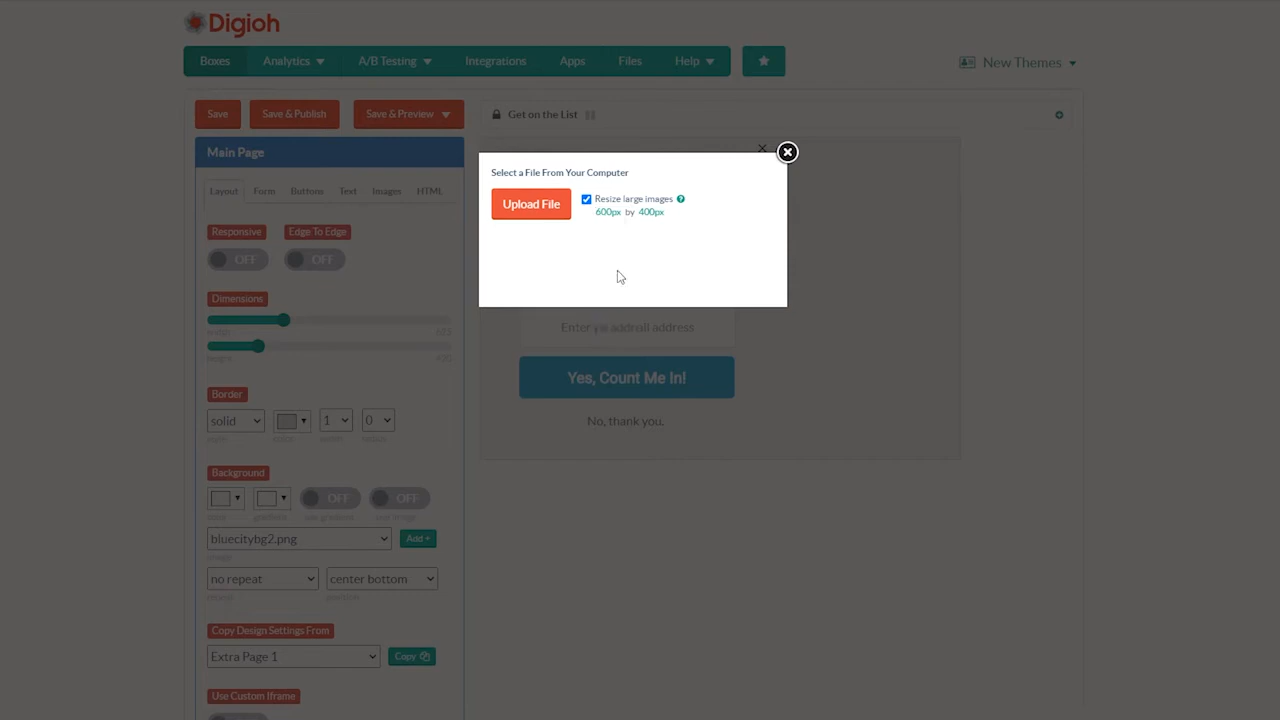 Digioh
Boxes
Analytics
A/B Testing
Integrations
Apps
Files
Help
New Themes
Save
Save & Publish
Save & Preview
Get on the List
Main Page
Select a File From Your Computer
Upload File
Resize large images
600px by 400px
Layout
Form
Buttons
Text
Images
HTML
Responsive
Edge To Edge
OFF
OFF
Dimensions
Enter
address
Yes, Count Me In!
No, thank you.
Border
solid
1
0
Background
OFF
OFF
bluecitybg2.png
Add +
no repeat
center bottom
Copy Design Settings From
Extra Page 1
Copy
Use Custom Iframe